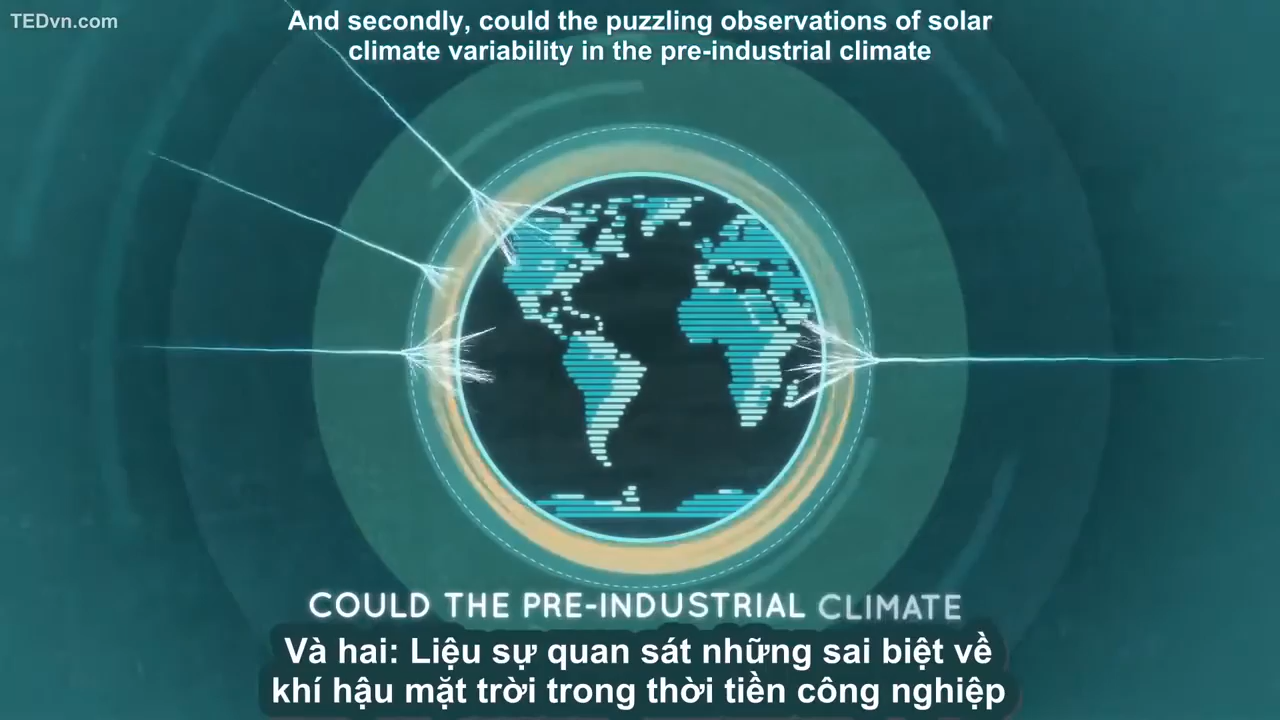 TEDvn.com
And secondly, could the puzzling observations of solar
climate variability in the pre-industrial climate
COULD THE PRE-INDUSTRIAL CLIMATE
Và hai: Liệu sự quan sát những sai biệt về
khí hậu mặt trời trong thời tiền công nghiệp